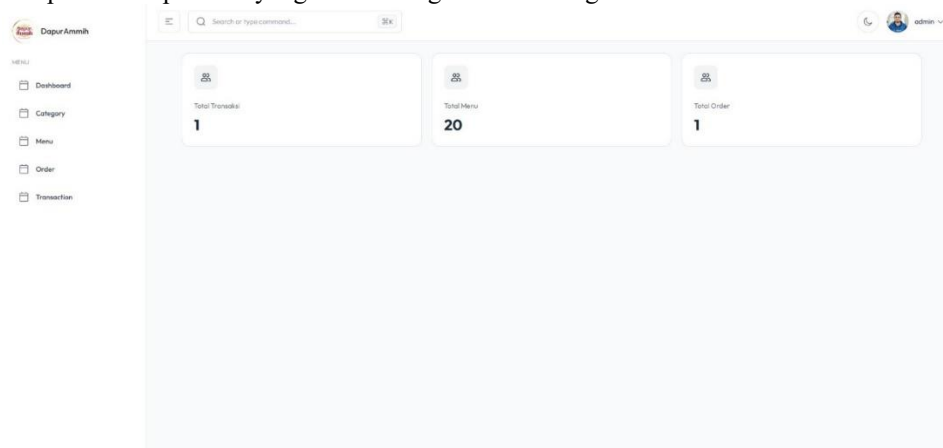 DapurAmmih
Search or type command...
⌘K
admin
MENU
Dashboard
Category
Menu
Order
Transaction
Total Transaksi
1
Total Menu
20
Total Order
1